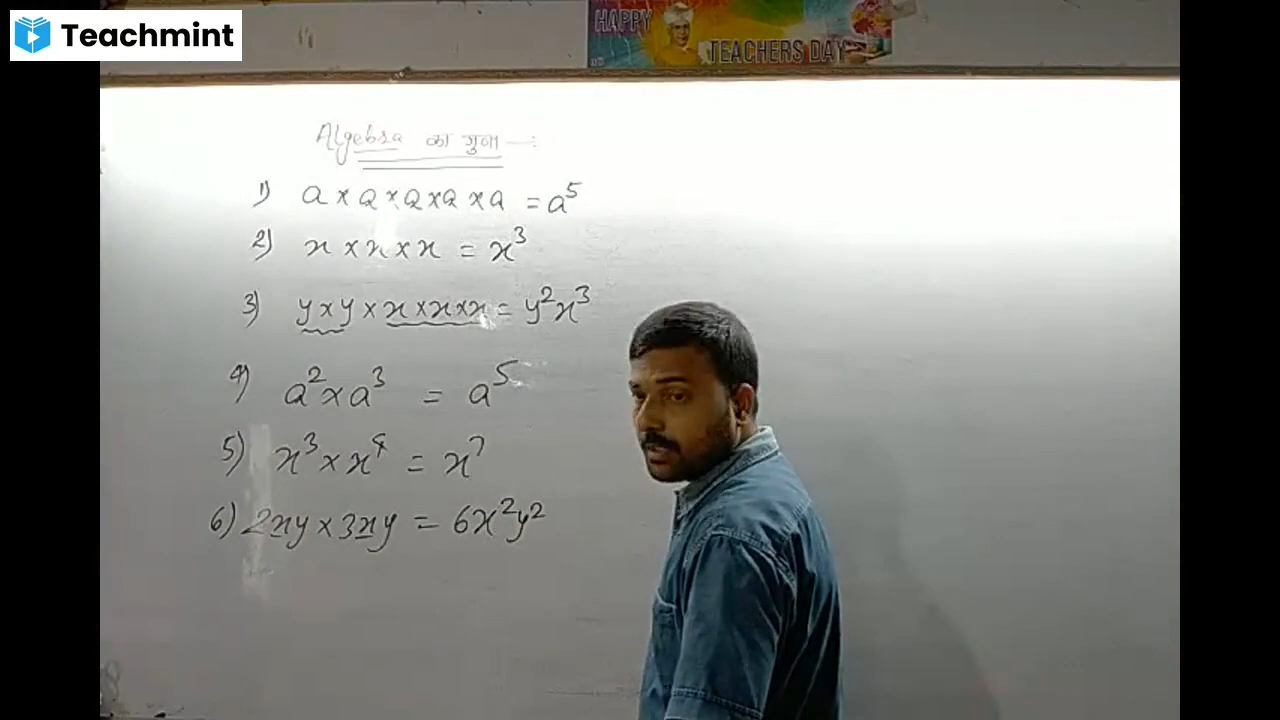 Teachmint
HAPPY
TEACHERS DAY
Algebra का गुना —:
1) a × a × a × a × a = a⁵
2) x × x × x = x³
3) y × y × x × x × x = y²x³
4) a² × a³ = a⁵
5) x³ × x⁴ = x⁷
6) 2xy × 3xy = 6x²y²